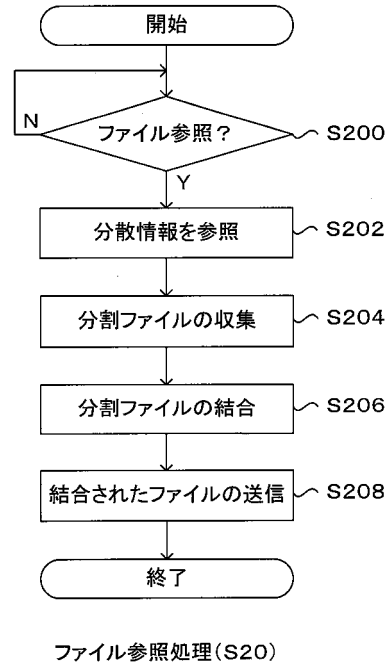 開始
ファイル参照?
S200
N
Y
分散情報を参照
S202
分割ファイルの収集
S204
分割ファイルの結合
S206
結合されたファイルの送信
S208
終了
ファイル参照処理(S20)